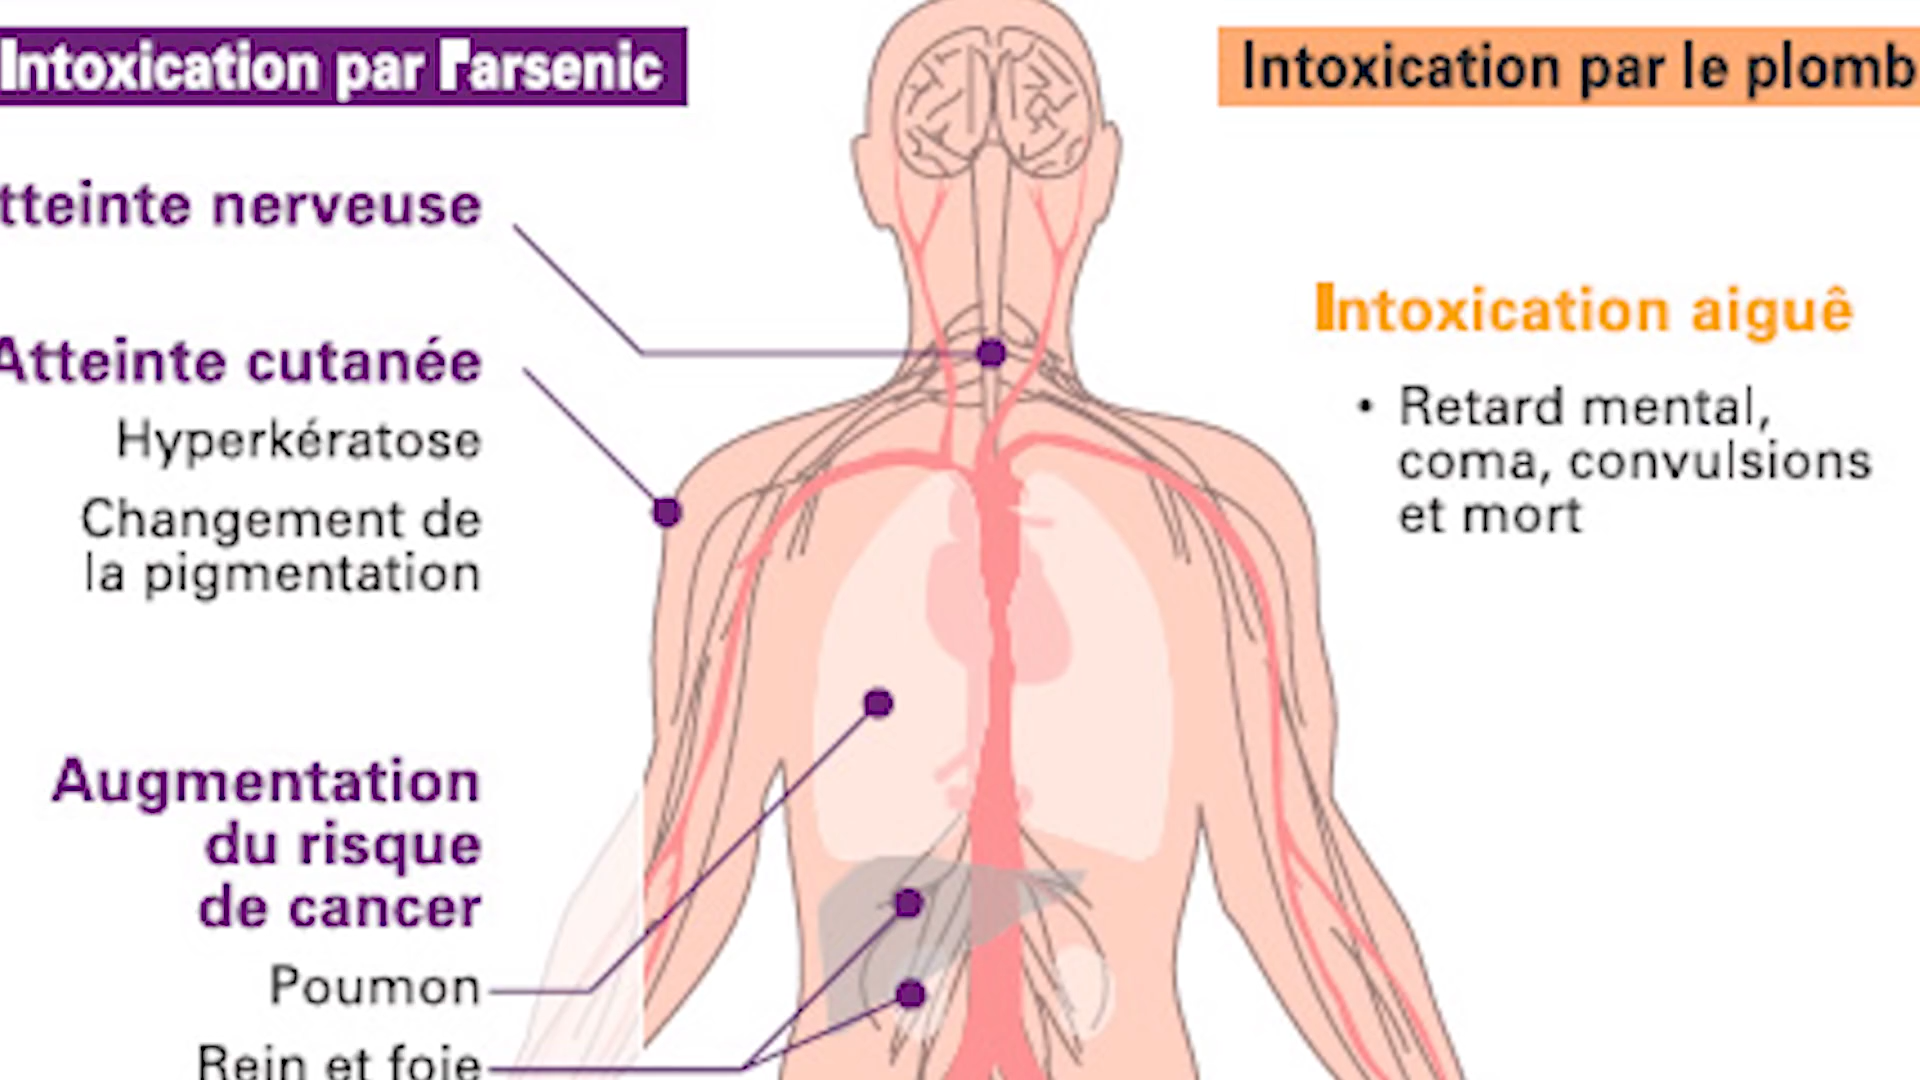 Intoxication par l'arsenic
tteinte nerveuse
Atteinte cutanée
Hyperkératose
Changement de
la pigmentation
Augmentation
du risque
de cancer
Poumon
Rein et foie
Intoxication par le plomb
Intoxication aiguê
• Retard mental,
coma, convulsions
et mort